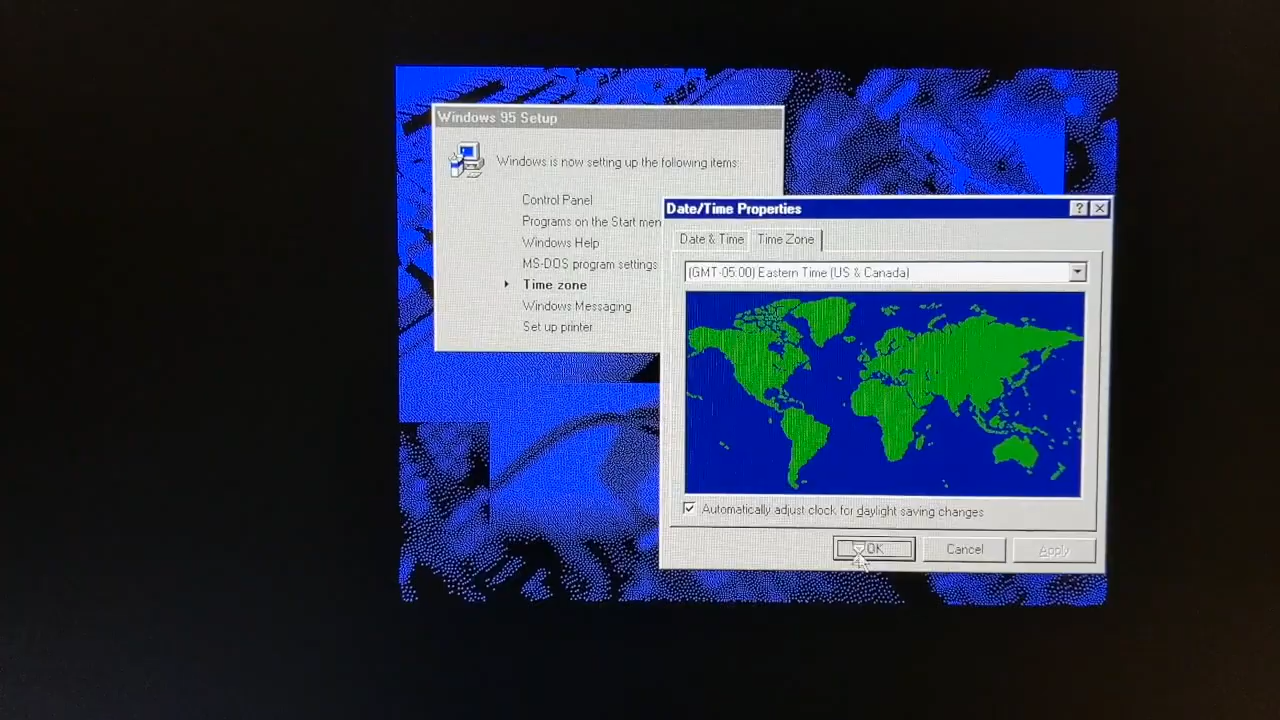 Windows 95 Setup
Windows is now setting up the following items:
Control Panel
Programs on the Start men
Windows Help
MS-DOS program settings
Time zone
Windows Messaging
Set up printer
Date/Time Properties
Date & Time
Time Zone
(GMT-05:00) Eastern Time (US & Canada)
Automatically adjust clock for daylight saving changes
OK
Cancel
Apply